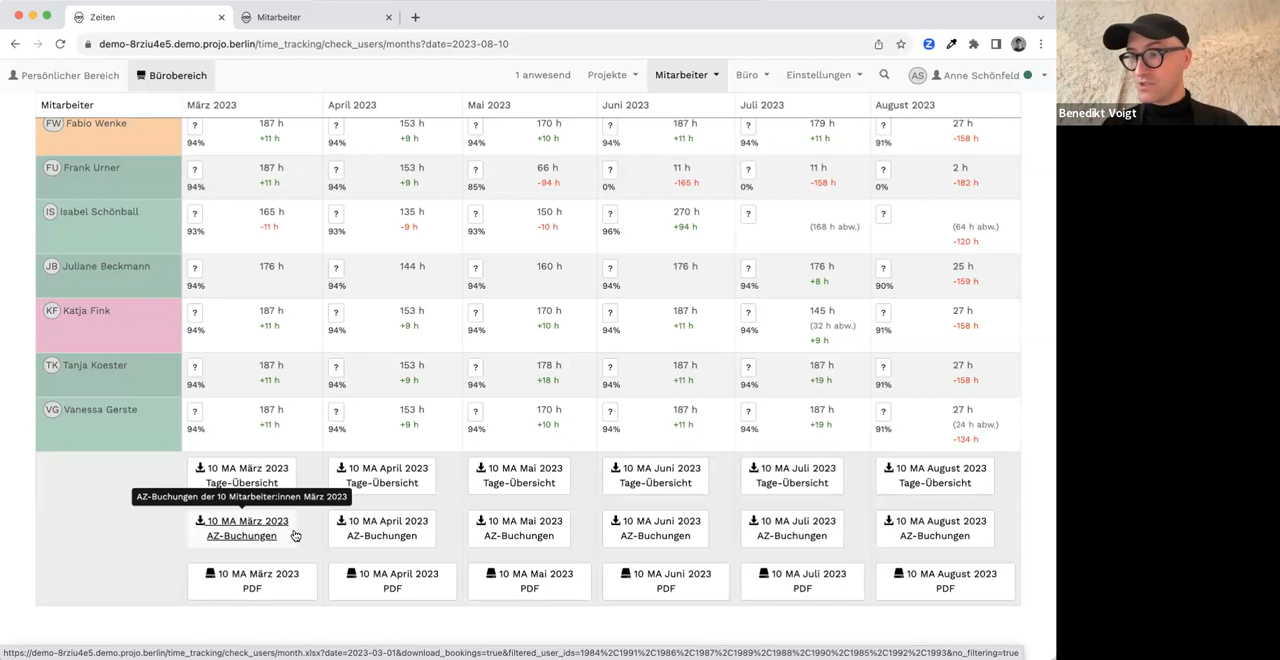 Zeiten
Mitarbeiter
demo-8rziu4e5.demo.projo.berlin/time_tracking/check_users/months?date=2023-08-10
Persönlicher Bereich
Bürobereich
1 anwesend
Projekte
Mitarbeiter
Büro
Einstellungen
AS
Anne Schönfeld
Mitarbeiter März 2023 April 2023 Mai 2023 Juni 2023 Juli 2023 August 2023
FW Fabio Wenke ? 187 h ? 153 h ? 170 h ? 187 h ? 179 h ? 27 h
94% +11 h 94% +9 h 94% +10 h 94% +11 h 94% +11 h 91% -158 h
FU Frank Urner ? 187 h ? 153 h ? 66 h ? 11 h ? 11 h ? 2 h
94% +11 h 94% +9 h 85% -94 h 0% -165 h 0% -158 h 0% -182 h
IS Isabel Schönball ? 165 h ? 135 h ? 150 h ? 270 h ? ?
93% -11 h 93% -9 h 93% -10 h 96% +94 h (168 h abw.) (64 h abw.)
-120 h
JB Juliane Beckmann ? 176 h ? 144 h ? 160 h ? 176 h ? 176 h ? 25 h
94% 94% 94% 94% 94% +8 h 90% -159 h
KF Katja Fink ? 187 h ? 153 h ? 170 h ? 187 h ? 145 h ? 27 h
94% +11 h 94% +9 h 94% +10 h 94% +11 h 94% (32 h abw.) 91% -158 h
+9 h
TK Tanja Koester ? 187 h ? 153 h ? 178 h ? 187 h ? 187 h ? 27 h
94% +11 h 94% +9 h 94% +18 h 94% +11 h 94% +19 h 91% -158 h
VG Vanessa Gerste ? 187 h ? 153 h ? 170 h ? 187 h ? 187 h ? 27 h
94% +11 h 94% +9 h 94% +10 h 94% +11 h 94% +19 h 91% (24 h abw.)
-134 h
10 MA März 2023 10 MA April 2023 10 MA Mai 2023 10 MA Juni 2023 10 MA Juli 2023 10 MA August 2023
Tage-Übersicht Tage-Übersicht Tage-Übersicht Tage-Übersicht Tage-Übersicht Tage-Übersicht
AZ-Buchungen der 10 Mitarbeiter:innen März 2023
10 MA März 2023 10 MA April 2023 10 MA Mai 2023 10 MA Juni 2023 10 MA Juli 2023 10 MA August 2023
AZ-Buchungen AZ-Buchungen AZ-Buchungen AZ-Buchungen AZ-Buchungen AZ-Buchungen
10 MA März 2023 10 MA April 2023 10 MA Mai 2023 10 MA Juni 2023 10 MA Juli 2023 10 MA August 2023
PDF PDF PDF PDF PDF PDF
https://demo-8rziu4e5.demo.projo.berlin/time_tracking/check_users/month.xlsx?date=2023-03-01&download_bookings=true&filtered_user_ids=1984%2C1991%2C1986%2C1987%2C1989%2C1988%2C1990%2C1985%2C1992%2C1993&no_filtering=true
Benedikt Voigt